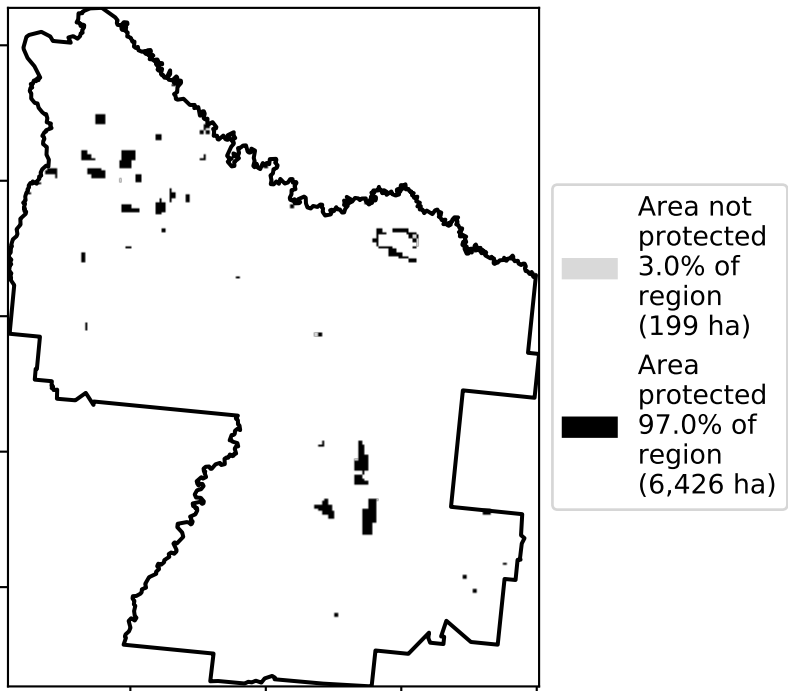 Area not
protected
3.0% of
region
(199 ha)
Area
protected
97.0% of
region
(6,426 ha)